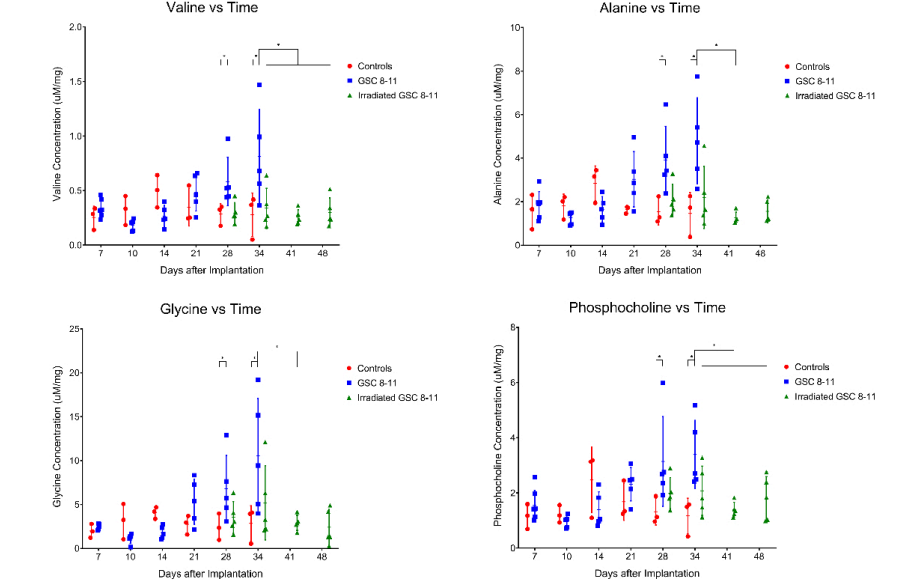 Valine vs Time
Valine Concentration (uM/mg)
2.0
1.5
1.0
0.5
0.0
7 10 14 21 28 34 41 48
Days after Implantation
* * *
Controls
GSC 8-11
Irradiated GSC 8-11
Alanine vs Time
Alanine Concentration (uM/mg)
10
8
6
4
2
0
7 10 14 21 28 34 41 48
Days after Implantation
* * *
Controls
GSC 8-11
Irradiated GSC 8-11
Glycine vs Time
Glycine Concentration (uM/mg)
25
20
15
10
5
0
7 10 14 21 28 34 41 48
Days after Implantation
* * *
Controls
GSC 8-11
Irradiated GSC 8-11
Phosphocholine vs Time
Phosphocholine Concentration (uM/mg)
8
6
4
2
0
7 10 14 21 28 34 41 48
Days after Implantation
* * *
Controls
GSC 8-11
Irradiated GSC 8-11